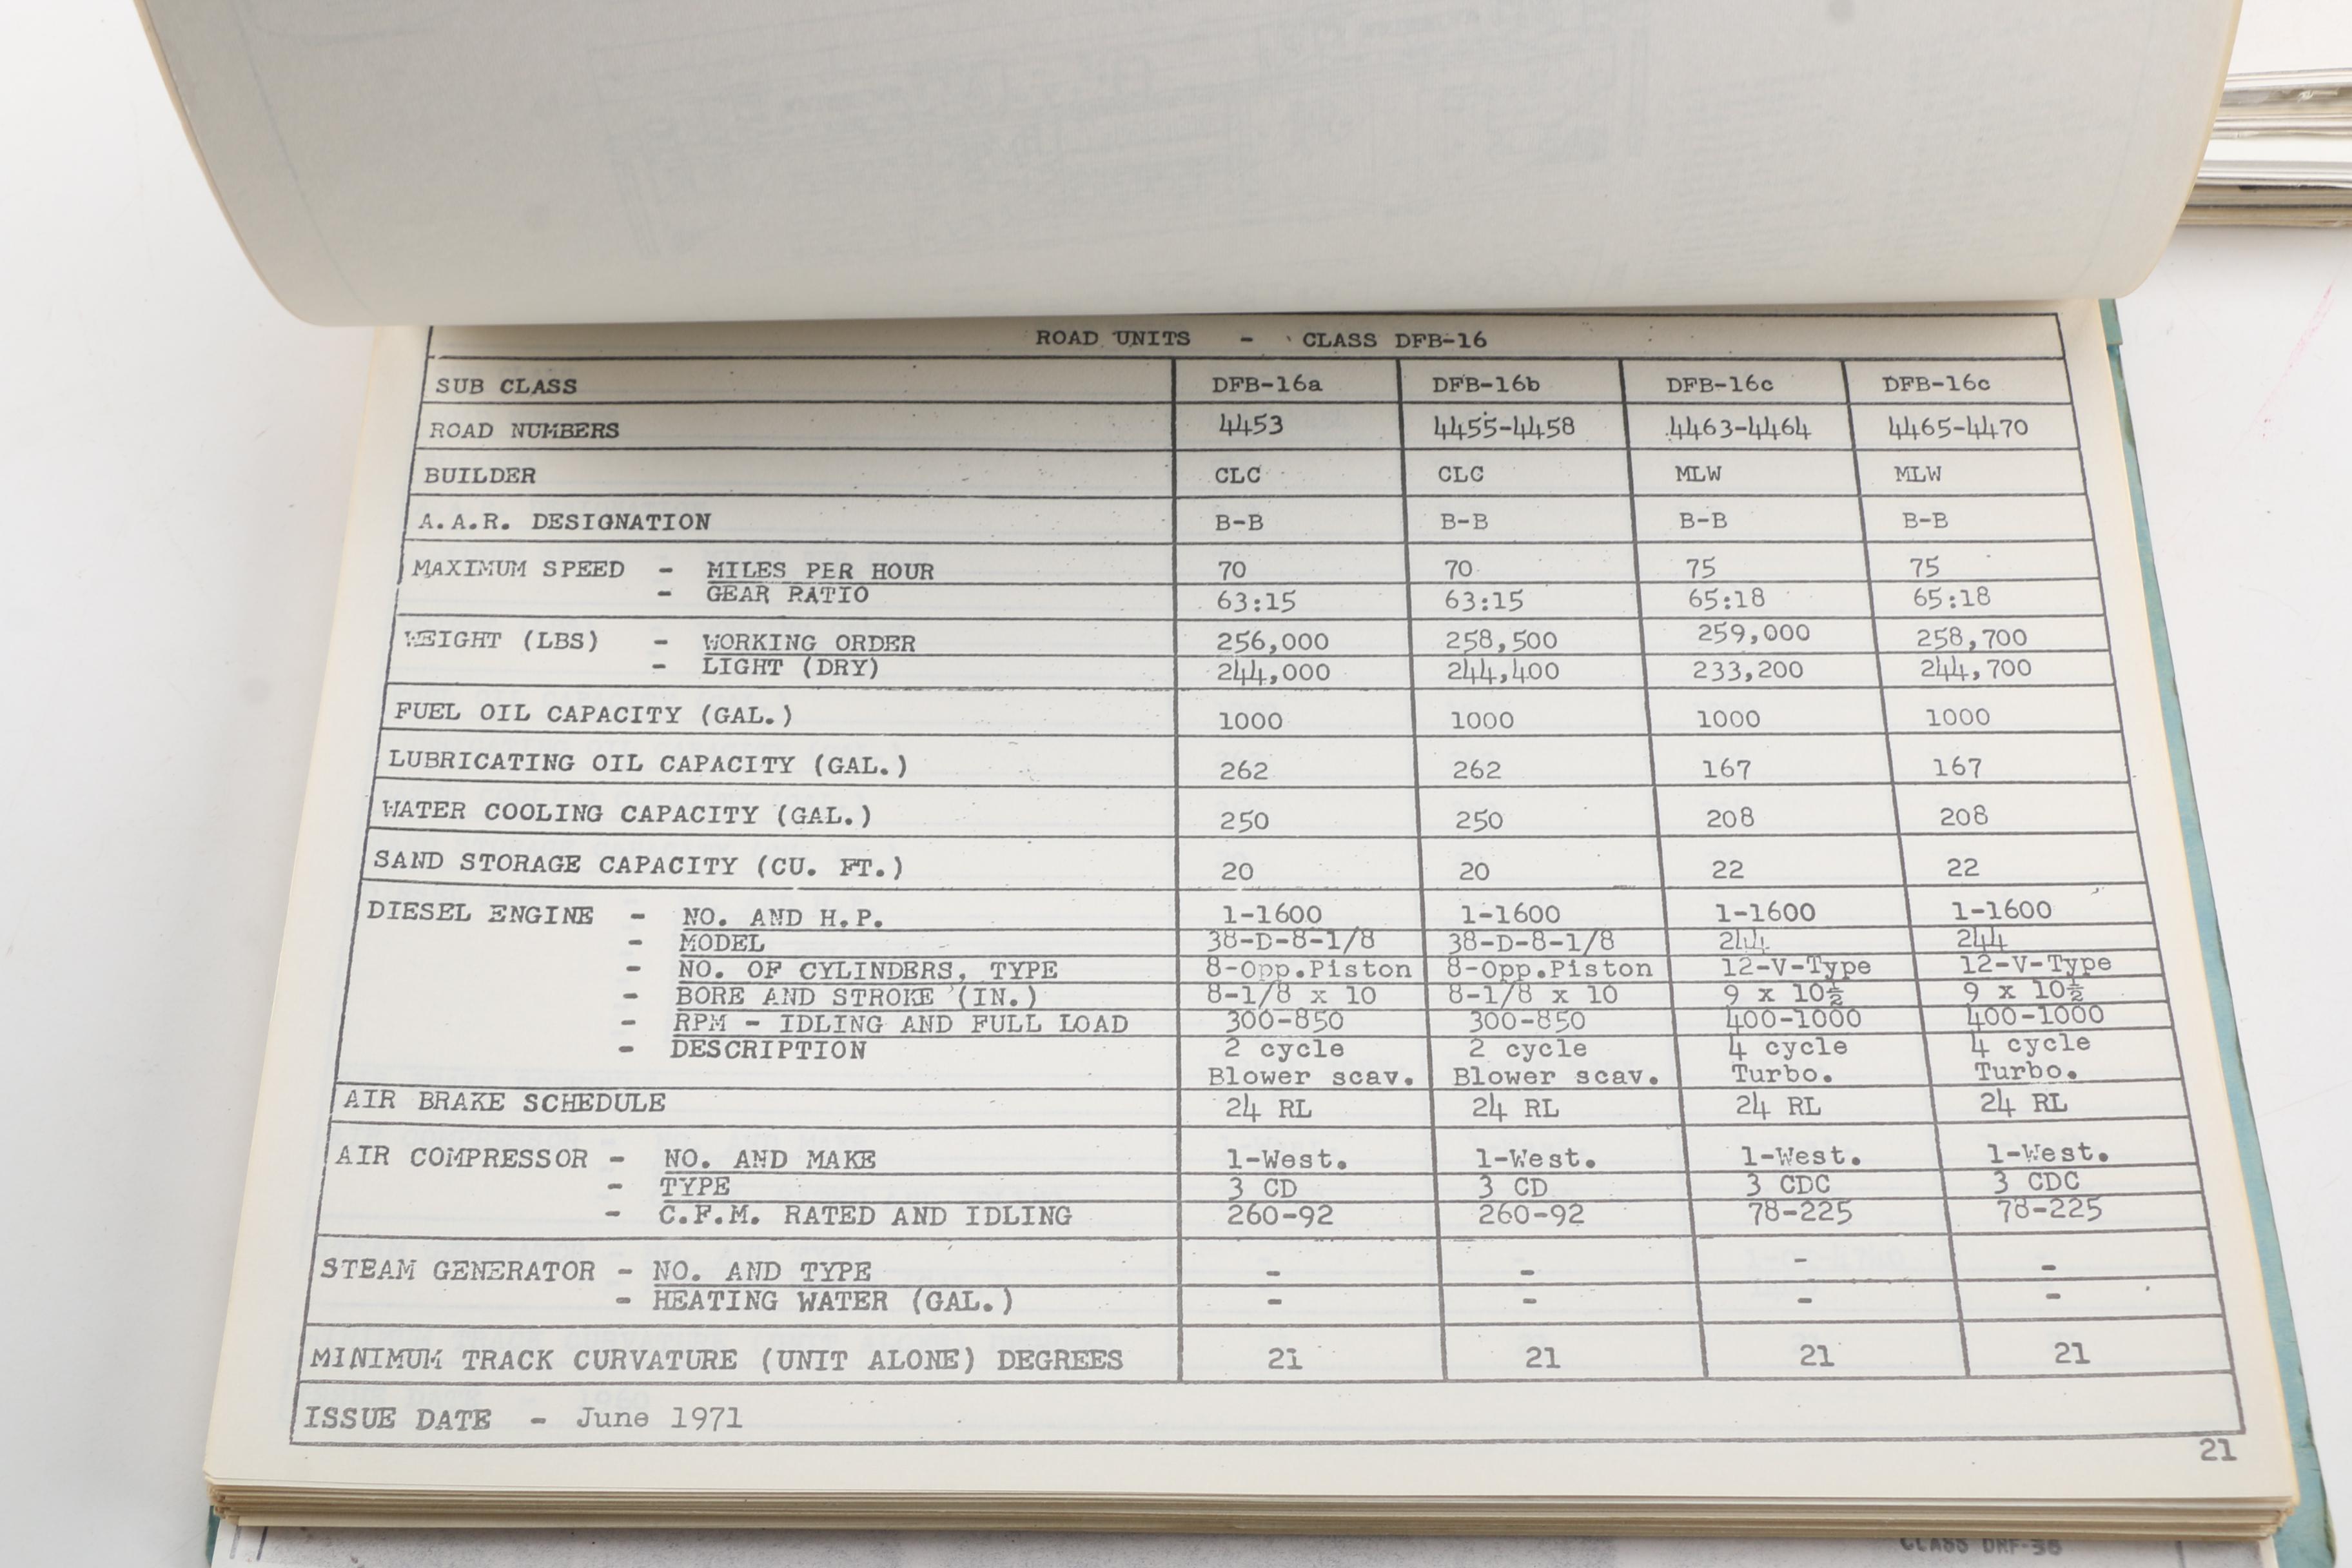 ROAD UNITS - CLASS DFB-16
SUB CLASS DFB-16a DFB-16b DFB-16c DFB-16c
ROAD NUMBERS 4453 4455-4458 4463-4464 4465-4470
BUILDER CLC CLC MLW MLW
A.A.R. DESIGNATION B-B B-B B-B B-B
MAXIMUM SPEED - MILES PER HOUR 70 70 75 75
- GEAR RATIO 63:15 63:15 65:18 65:18
WEIGHT (LBS) - WORKING ORDER 256,000 258,500 259,000 258,700
- LIGHT (DRY) 244,000 244,400 233,200 244,700
FUEL OIL CAPACITY (GAL.) 1000 1000 1000 1000
LUBRICATING OIL CAPACITY (GAL.) 262 262 167 167
WATER COOLING CAPACITY (GAL.) 250 250 208 208
SAND STORAGE CAPACITY (CU. FT.) 20 20 22 22
DIESEL ENGINE - NO. AND H.P. 1-1600 1-1600 1-1600 1-1600
- MODEL 38-D-8-1/8 38-D-8-1/8 244 244
- NO. OF CYLINDERS, TYPE 8-Opp.Piston 8-Opp.Piston 12-V-Type 12-V-Type
- BORE AND STROKE (IN.) 8-1/8 x 10 8-1/8 x 10 9 x 10½ 9 x 10½
- RPM - IDLING AND FULL LOAD 300-850 300-850 400-1000 400-1000
- DESCRIPTION 2 cycle 2 cycle 4 cycle 4 cycle
Blower scav. Blower scav. Turbo. Turbo.
AIR BRAKE SCHEDULE 24 RL 24 RL 24 RL 24 RL
AIR COMPRESSOR - NO. AND MAKE 1-West. 1-West. 1-West. 1-West.
- TYPE 3 CD 3 CD 3 CDC 3 CDC
- C.F.M. RATED AND IDLING 260-92 260-92 78-225 78-225
STEAM GENERATOR - NO. AND TYPE - - - -
- HEATING WATER (GAL.) - - - -
MINIMUM TRACK CURVATURE (UNIT ALONE) DEGREES 21 21 21 21
ISSUE DATE - June 1971
21
CLASS DRF-36